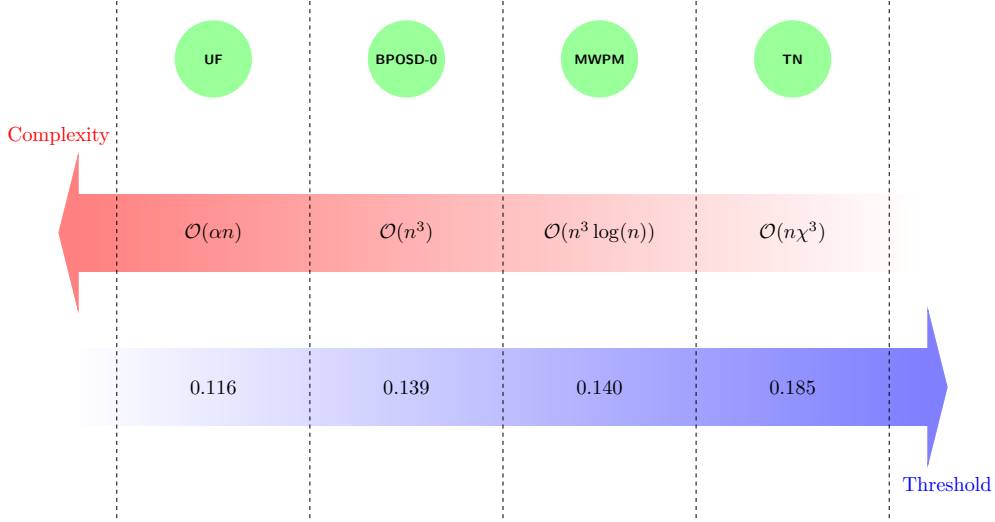 UF BPOSD-0 MWPM TN
Complexity
𝒪(αn) 𝒪(n³) 𝒪(n³ log(n)) 𝒪(nχ³)
0.116 0.139 0.140 0.185
Threshold